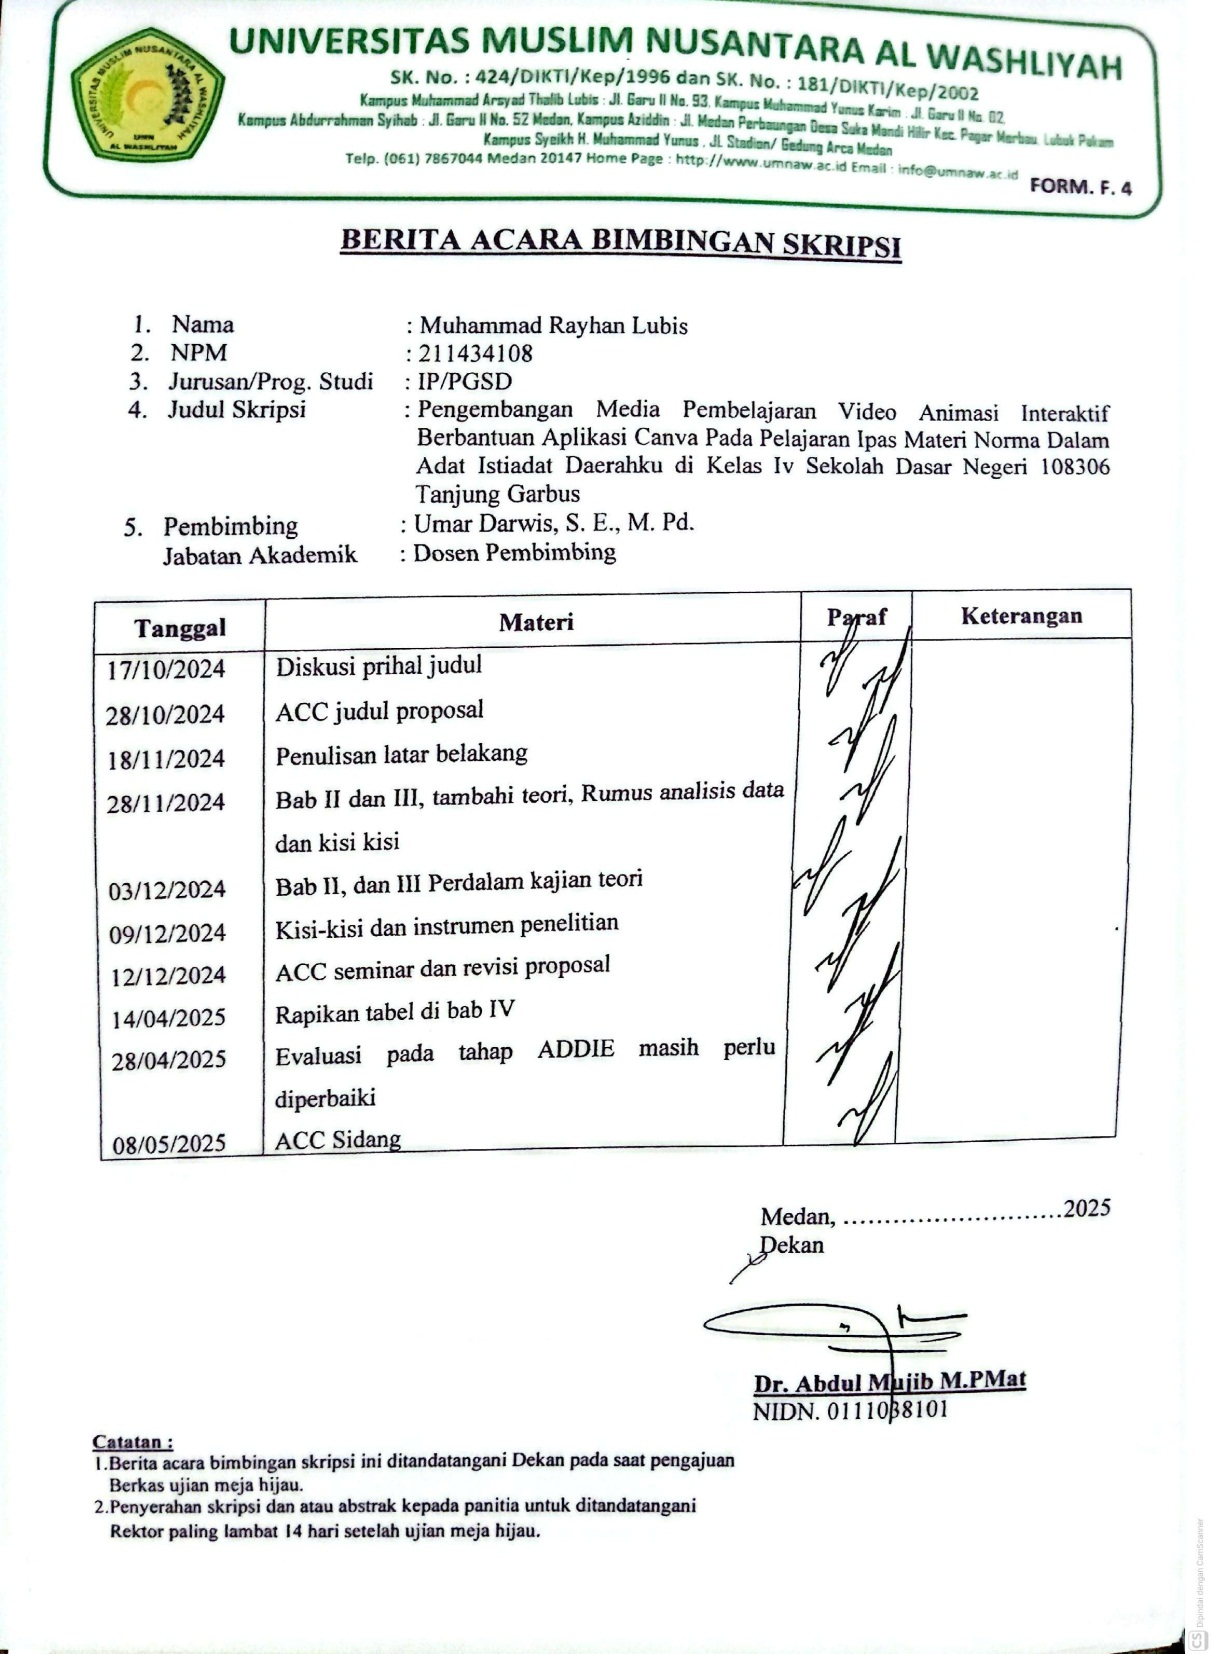 UNIVERSITAS MUSLIM NUSANTARA AL WASHLIYAH
SK. No. : 424/DIKTI/Kep/1996 dan SK. No. : 181/DIKTI/Kep/2002
Kampus Muhammad Arsyad Thalib Lubis : Jl. Garu II No. 93, Kampus Muhammad Yunus Karim : Jl. Garu II No. 02,
Kampus Abdurrahman Syihab : Jl. Garu II No. 52 Medan, Kampus Aziddin : Jl. Medan Perbaungan Desa Suka Mandi Hilir Kec. Pagar Merbau, Lubuk Pakam
Kampus Syeikh H. Muhammad Yunus , Jl. Stadion/ Gedung Arca Medan
Telp. (061) 7867044 Medan 20147 Home Page : http://www.umnaw.ac.id Email : info@umnaw.ac.id
FORM. F. 4
UNIVERSITAS MUSLIM NUSANTARA AL WASHLIYAH
UMN
AL WASHLIYAH
BERITA ACARA BIMBINGAN SKRIPSI
1. Nama : Muhammad Rayhan Lubis
2. NPM : 211434108
3. Jurusan/Prog. Studi : IP/PGSD
4. Judul Skripsi : Pengembangan Media Pembelajaran Video Animasi Interaktif
Berbantuan Aplikasi Canva Pada Pelajaran Ipas Materi Norma Dalam
Adat Istiadat Daerahku di Kelas Iv Sekolah Dasar Negeri 108306
Tanjung Garbus
5. Pembimbing : Umar Darwis, S. E., M. Pd.
Jabatan Akademik : Dosen Pembimbing
Tanggal Materi Paraf Keterangan
17/10/2024 Diskusi prihal judul
28/10/2024 ACC judul proposal
18/11/2024 Penulisan latar belakang
28/11/2024 Bab II dan III, tambahi teori, Rumus analisis data
dan kisi kisi
03/12/2024 Bab II, dan III Perdalam kajian teori
09/12/2024 Kisi-kisi dan instrumen penelitian
12/12/2024 ACC seminar dan revisi proposal
14/04/2025 Rapikan tabel di bab IV
28/04/2025 Evaluasi pada tahap ADDIE masih perlu
diperbaiki
08/05/2025 ACC Sidang
Medan, ...........................2025
Dekan
Dr. Abdul Mujib M.PMat
NIDN. 0111038101
Catatan :
1.Berita acara bimbingan skripsi ini ditandatangani Dekan pada saat pengajuan
Berkas ujian meja hijau.
2.Penyerahan skripsi dan atau abstrak kepada panitia untuk ditandatangani
Rektor paling lambat 14 hari setelah ujian meja hijau.
CS Dipindai dengan CamScanner